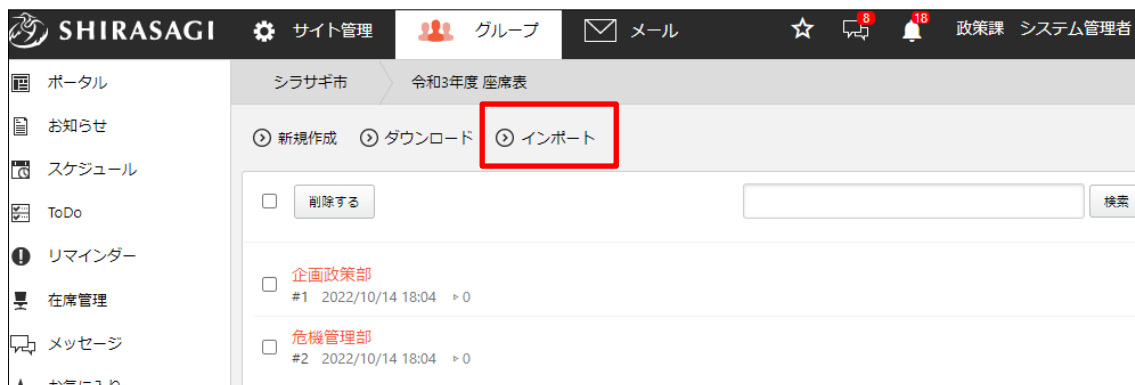 SHIRASAGI サイト管理 グループ メール 8 18 政策課 システム管理者
ポータル
シラサギ市 令和3年度 座席表
お知らせ
新規作成 ダウンロード インポート
スケジュール
削除する 検索
ToDo
リマインダー
企画政策部
#1 2022/10/14 18:04 0
在席管理
危機管理部
#2 2022/10/14 18:04 0
メッセージ
お気に入り